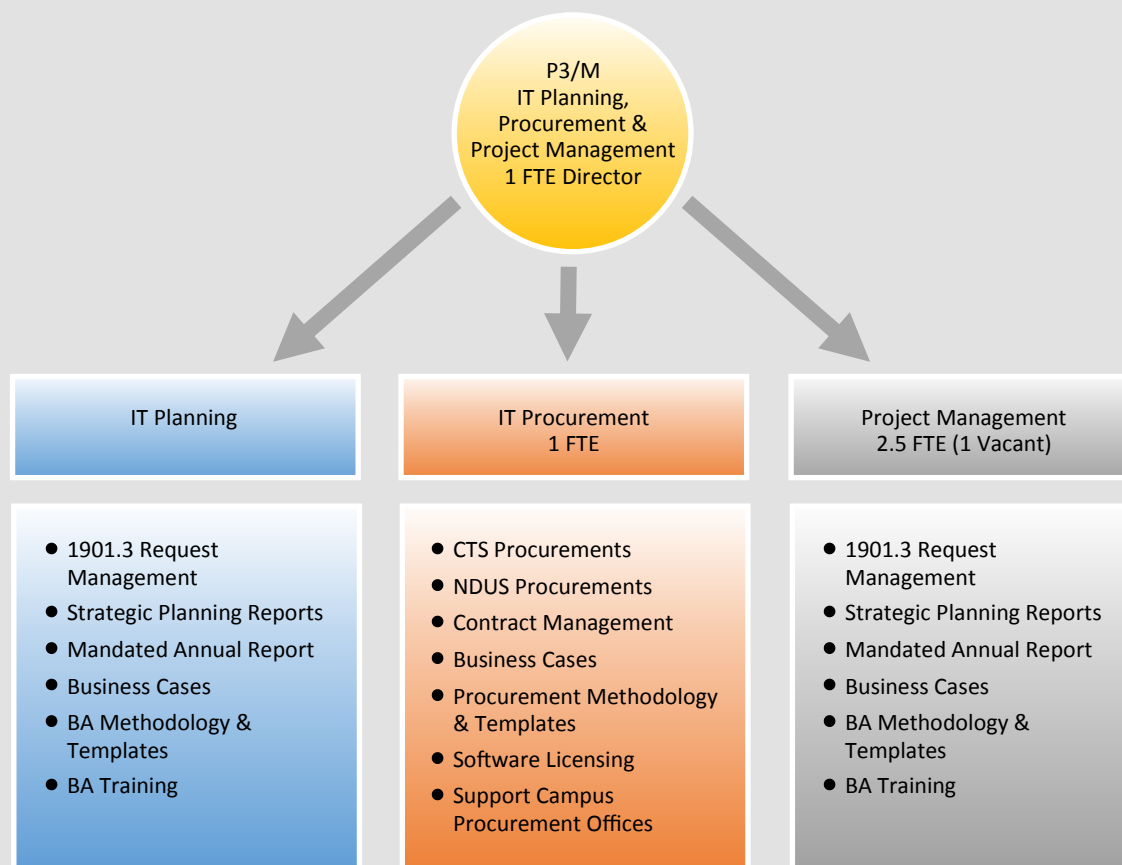 P3/M
IT Planning,
Procurement &
Project Management
1 FTE Director
IT Planning
IT Procurement
1 FTE
Project Management
2.5 FTE (1 Vacant)
● 1901.3 Request
Management
● Strategic Planning Reports
● Mandated Annual Report
● Business Cases
● BA Methodology &
Templates
● BA Training
● CTS Procurements
● NDUS Procurements
● Contract Management
● Business Cases
● Procurement Methodology
& Templates
● Software Licensing
● Support Campus
Procurement Offices
● 1901.3 Request
Management
● Strategic Planning Reports
● Mandated Annual Report
● Business Cases
● BA Methodology &
Templates
● BA Training